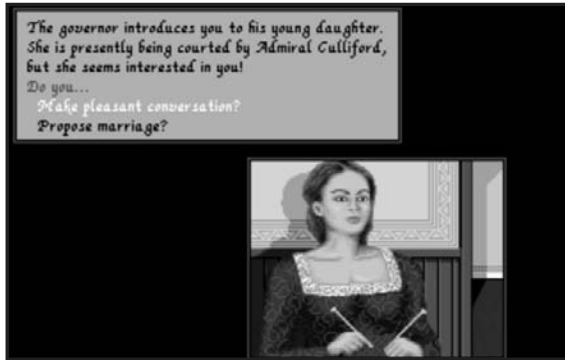 The governor introduces you to his young daughter.
She is presently being courted by Admiral Culliford,
but she seems interested in you!
Do you...
Make pleasant conversation?
Propose marriage?